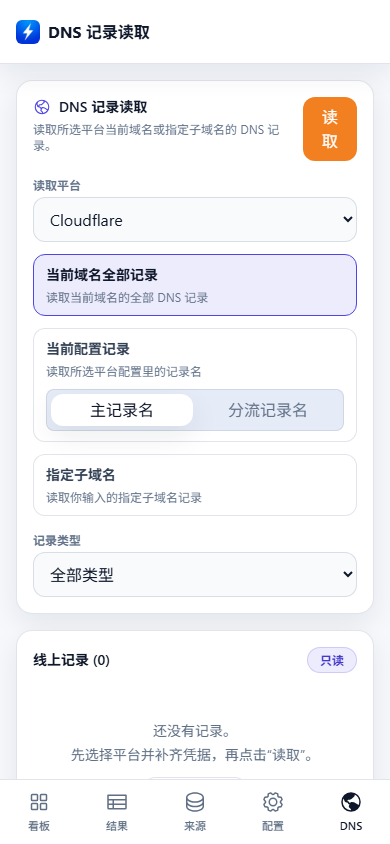 DNS 记录读取
DNS 记录读取
读取所选平台当前域名或指定子域名的 DNS 记
录。
读
取
读取平台
Cloudflare
当前域名全部记录
读取当前域名的全部 DNS 记录
当前配置记录
读取所选平台配置里的记录名
主记录名 分流记录名
指定子域名
读取你输入的指定子域名记录
记录类型
全部类型
线上记录 (0) 只读
还没有记录。
先选择平台并补齐凭据，再点击“读取”。
看板 结果 来源 配置 DNS